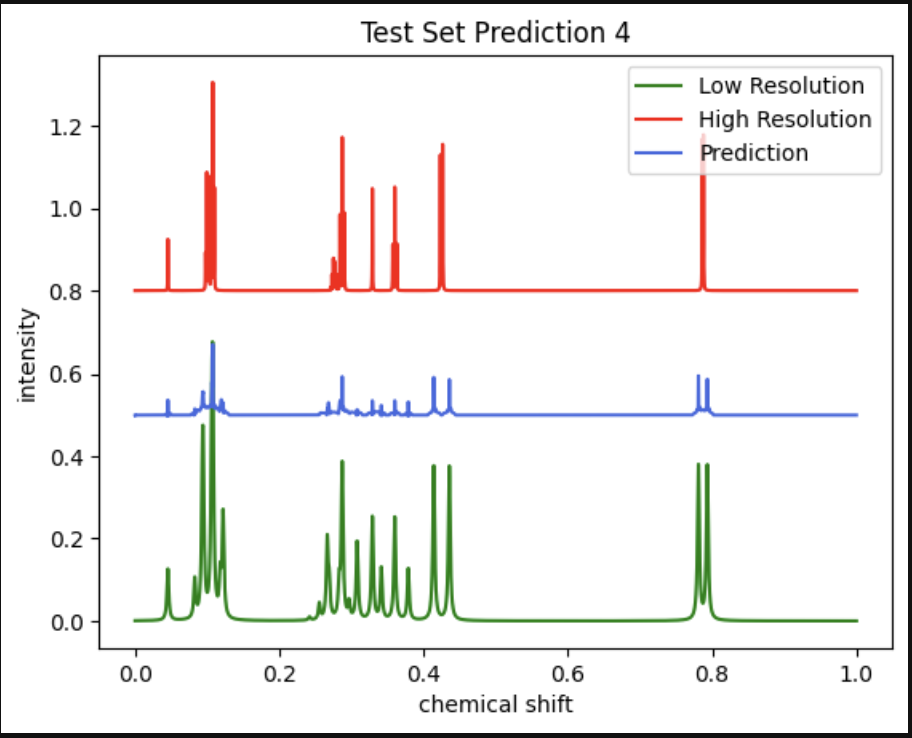 Test Set Prediction 4
Low Resolution
High Resolution
Prediction
1.2
1.0
0.8
0.6
0.4
0.2
0.0
intensity
0.0 0.2 0.4 0.6 0.8 1.0
chemical shift